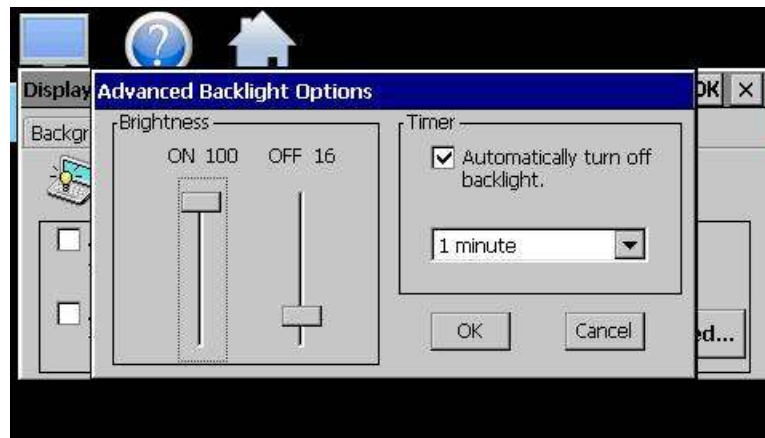 ?
Display
Advanced Backlight Options
OK
Backgr
Brightness
ON 100
OFF 16
Timer
Automatically turn off
backlight.
1 minute
OK
Cancel
ed...